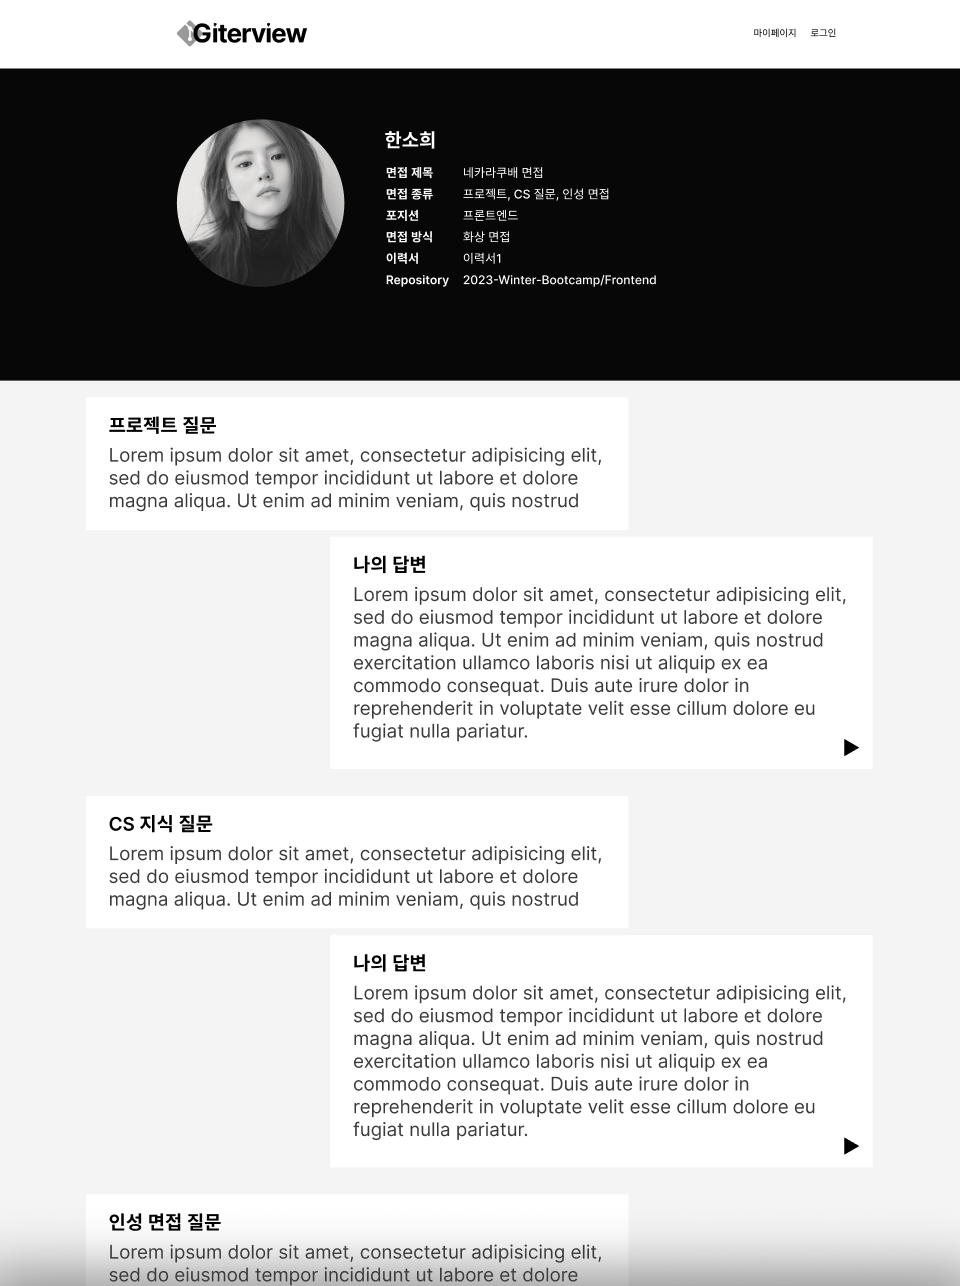 Giterview
마이페이지 로그인
한소희
면접 제목 네카라쿠배 면접
면접 종류 프로젝트, CS 질문, 인성 면접
포지션 프론트엔드
면접 방식 화상 면접
이력서 이력서1
Repository 2023-Winter-Bootcamp/Frontend
프로젝트 질문
Lorem ipsum dolor sit amet, consectetur adipisicing elit,
sed do eiusmod tempor incididunt ut labore et dolore
magna aliqua. Ut enim ad minim veniam, quis nostrud
나의 답변
Lorem ipsum dolor sit amet, consectetur adipisicing elit,
sed do eiusmod tempor incididunt ut labore et dolore
magna aliqua. Ut enim ad minim veniam, quis nostrud
exercitation ullamco laboris nisi ut aliquip ex ea
commodo consequat. Duis aute irure dolor in
reprehenderit in voluptate velit esse cillum dolore eu
fugiat nulla pariatur.
CS 지식 질문
Lorem ipsum dolor sit amet, consectetur adipisicing elit,
sed do eiusmod tempor incididunt ut labore et dolore
magna aliqua. Ut enim ad minim veniam, quis nostrud
나의 답변
Lorem ipsum dolor sit amet, consectetur adipisicing elit,
sed do eiusmod tempor incididunt ut labore et dolore
magna aliqua. Ut enim ad minim veniam, quis nostrud
exercitation ullamco laboris nisi ut aliquip ex ea
commodo consequat. Duis aute irure dolor in
reprehenderit in voluptate velit esse cillum dolore eu
fugiat nulla pariatur.
인성 면접 질문
Lorem ipsum dolor sit amet, consectetur adipisicing elit,
sed do eiusmod tempor incididunt ut labore et dolore